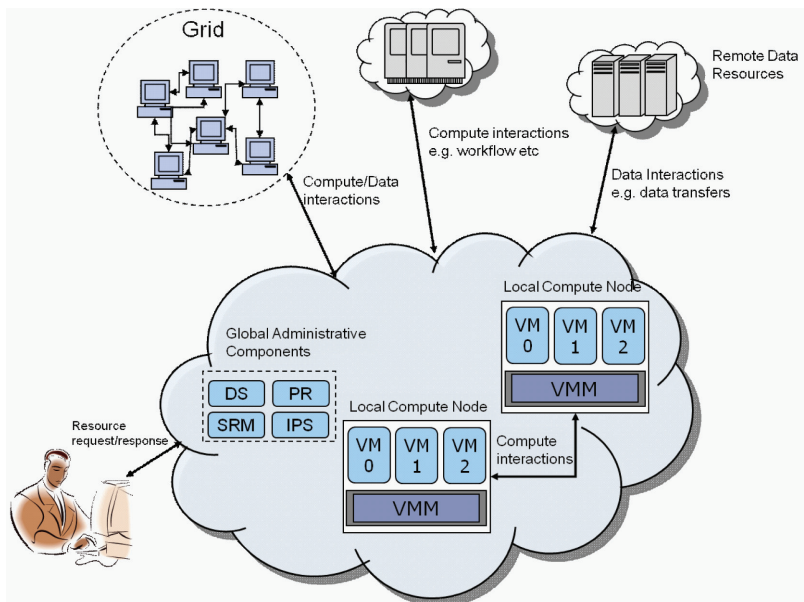 Grid
Remote Data
Resources
Compute interactions
e.g. workflow etc
Compute/Data
interactions
Data Interactions
e.g. data transfers
Local Compute Node
VM 0
VM 1
VM 2
VMM
Global Administrative
Components
DS
PR
SRM
IPS
Local Compute Node
VM 0
VM 1
VM 2
VMM
Compute
interactions
Resource
request/response